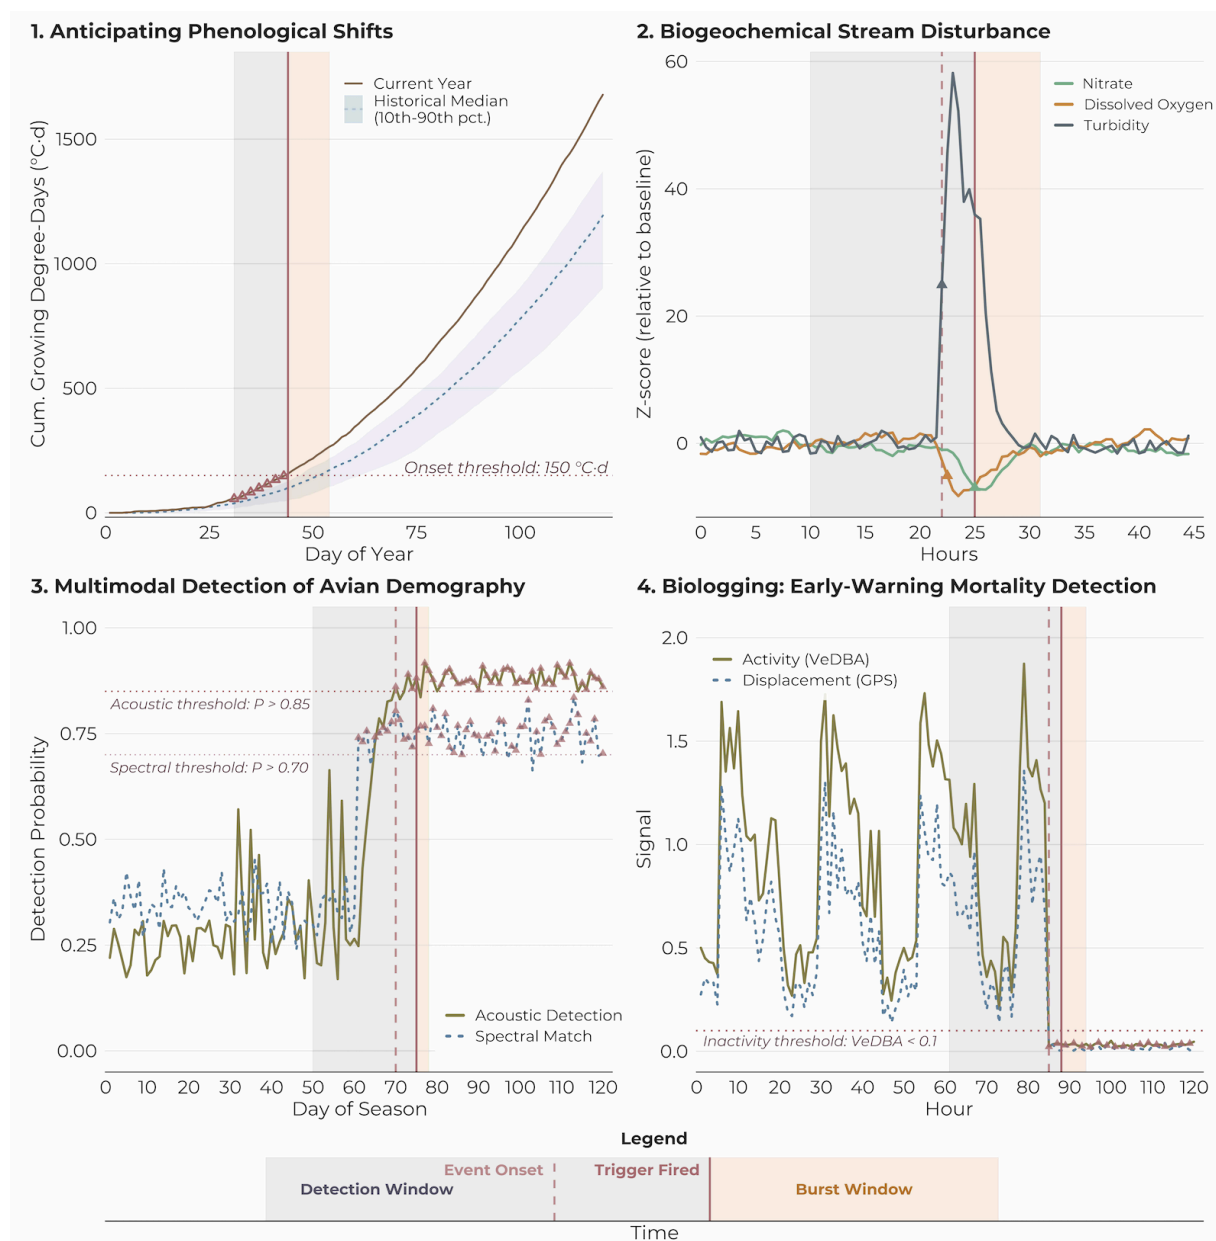 1. Anticipating Phenological Shifts
Cum. Growing Degree-Days (°C·d)
1500
1000
500
0
Current Year
Historical Median
(10th-90th pct.)
Onset threshold: 150 °C·d
0 25 50 75 100
Day of Year
2. Biogeochemical Stream Disturbance
Z-score (relative to baseline)
60
40
20
0
Nitrate
Dissolved Oxygen
Turbidity
0 5 10 15 20 25 30 35 40 45
Hours
3. Multimodal Detection of Avian Demography
Detection Probability
1.00
0.75
0.50
0.25
0.00
Acoustic threshold: P > 0.85
Spectral threshold: P > 0.70
Acoustic Detection
Spectral Match
0 10 20 30 40 50 60 70 80 90 100 110 120
Day of Season
4. Biologging: Early-Warning Mortality Detection
Signal
2.0
1.5
1.0
0.5
0.0
Activity (VeDBA)
Displacement (GPS)
Inactivity threshold: VeDBA < 0.1
0 10 20 30 40 50 60 70 80 90 100 110 120
Hour
Legend
Event Onset
Trigger Fired
Detection Window
Burst Window
Time